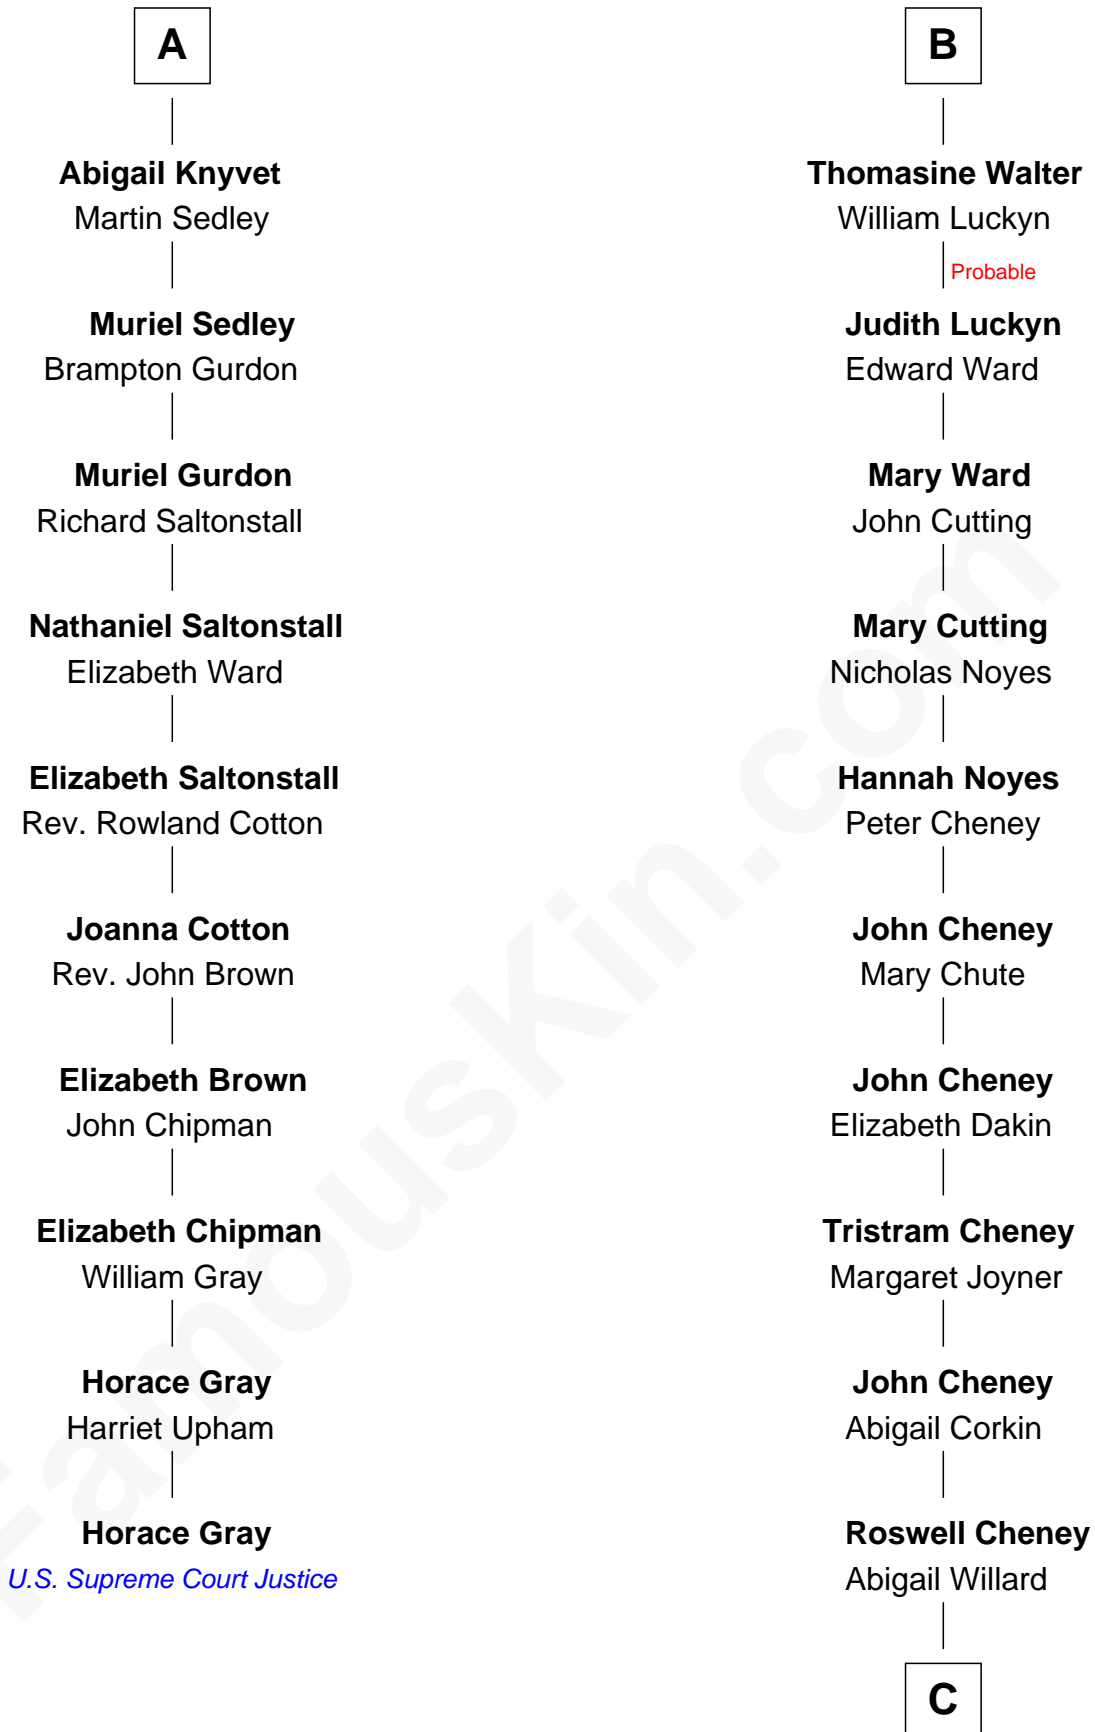 A
Abigail Knyvet
Martin Sedley
Muriel Sedley
Brampton Gurdon
Muriel Gurdon
Richard Saltonstall
Nathaniel Saltonstall
Elizabeth Ward
Elizabeth Saltonstall
Rev. Rowland Cotton
Joanna Cotton
Rev. John Brown
Elizabeth Brown
John Chipman
Elizabeth Chipman
William Gray
Horace Gray
Harriet Upham
Horace Gray
U.S. Supreme Court Justice
B
Thomasine Walter
William Luckyn
Probable
Judith Luckyn
Edward Ward
Mary Ward
John Cutting
Mary Cutting
Nicholas Noyes
Hannah Noyes
Peter Cheney
John Cheney
Mary Chute
John Cheney
Elizabeth Dakin
Tristram Cheney
Margaret Joyner
John Cheney
Abigail Corkin
Roswell Cheney
Abigail Willard
C
FamousKin.com